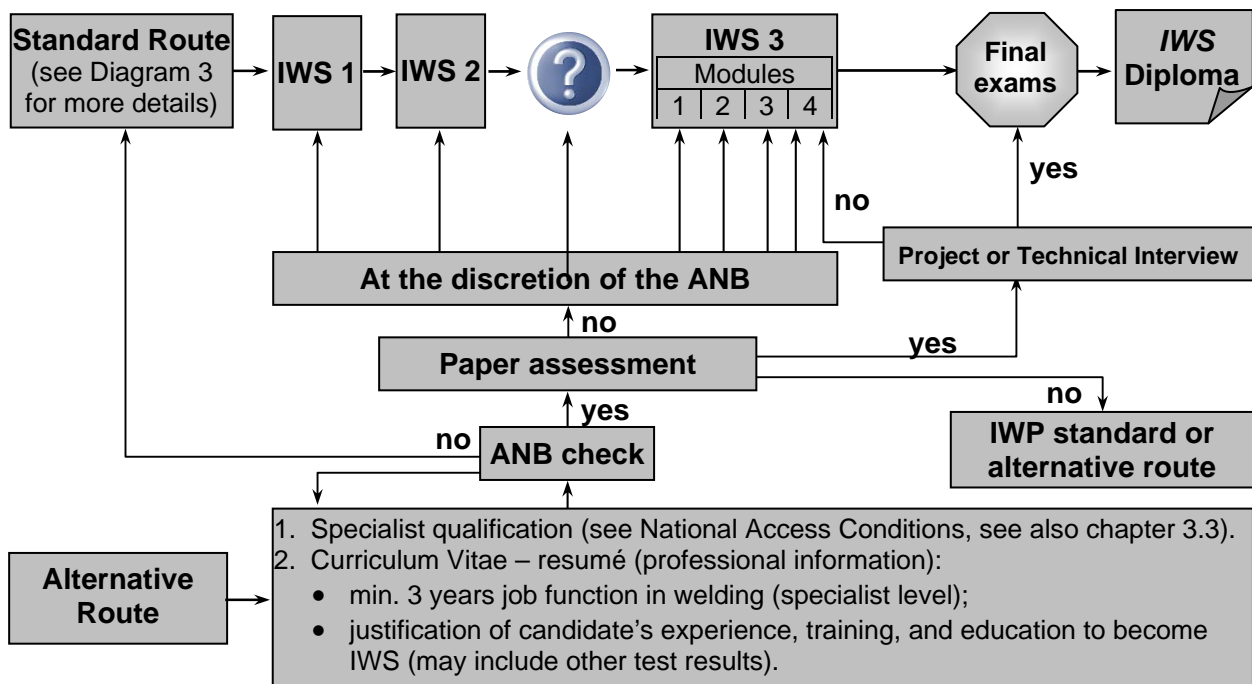 Standard Route
(see Diagram 3
for more details)
IWS 1
IWS 2
?
IWS 3
Modules
1 2 3 4
Final
exams
IWS
Diploma
yes
no
Project or Technical Interview
At the discretion of the ANB
no
yes
Paper assessment
no
yes
IWP standard or
alternative route
no
ANB check
Alternative
Route
1. Specialist qualification (see National Access Conditions, see also chapter 3.3).
2. Curriculum Vitae – resumé (professional information):
• min. 3 years job function in welding (specialist level);
• justification of candidate’s experience, training, and education to become
IWS (may include other test results).